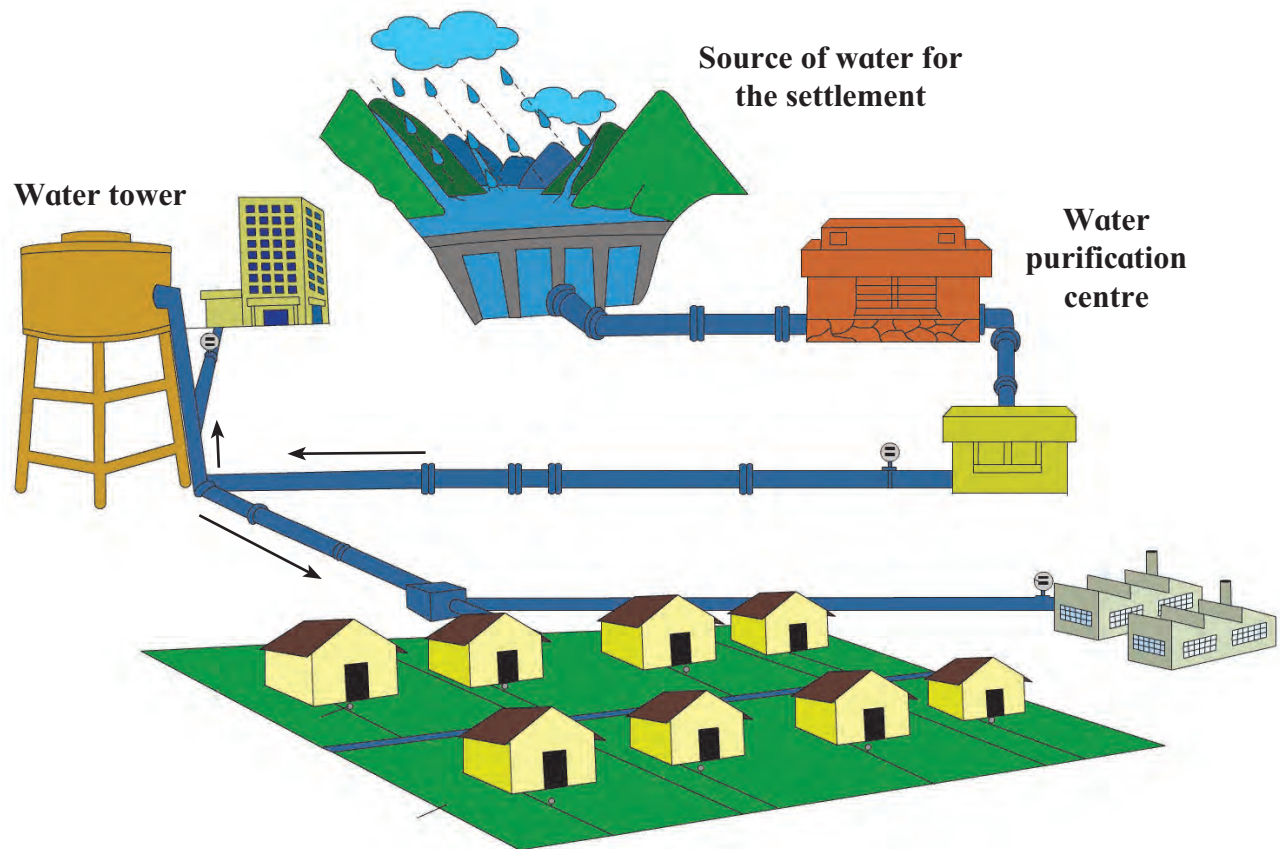 Source of water for
the settlement
Water tower
Water
purification
centre